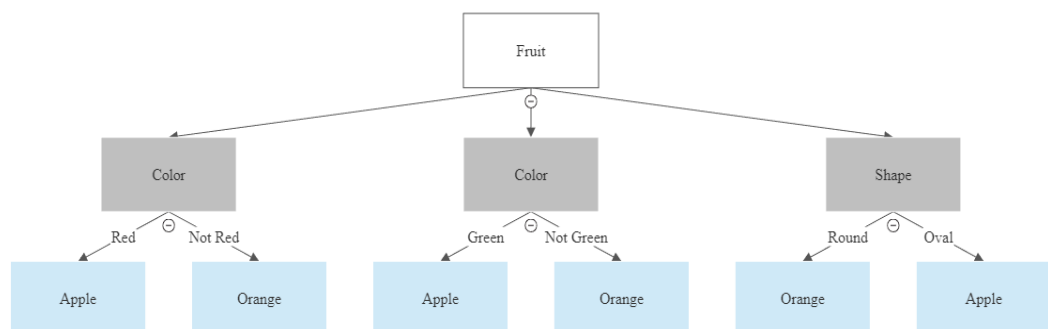 Fruit
Color
Color
Shape
Red
Not Red
Green
Not Green
Round
Oval
Apple
Orange
Apple
Orange
Orange
Apple